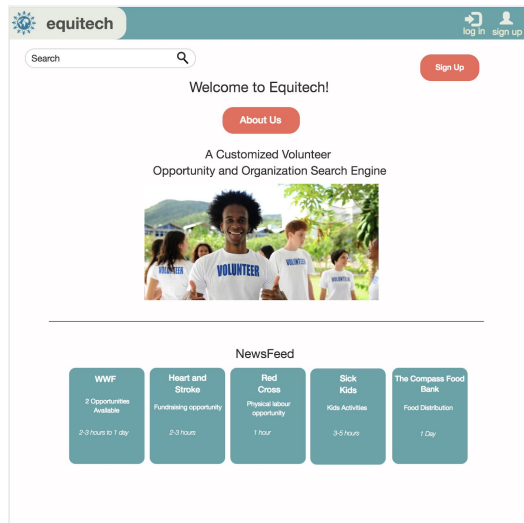 equitech
log in sign up
Search
Sign Up
Welcome to Equitech!
About Us
A Customized Volunteer
Opportunity and Organization Search Engine
VOLUNTEER
VOLUNTEER
VOLUNTEER
NewsFeed
WWF
2 Opportunities
Available
2-3 hours to 1 day
Heart and
Stroke
Fundraising opportunity
2-3 hours
Red
Cross
Physical labour
opportunity
1 hour
Sick
Kids
Kids Activities
3-5 hours
The Compass Food
Bank
Food Distribution
1 Day